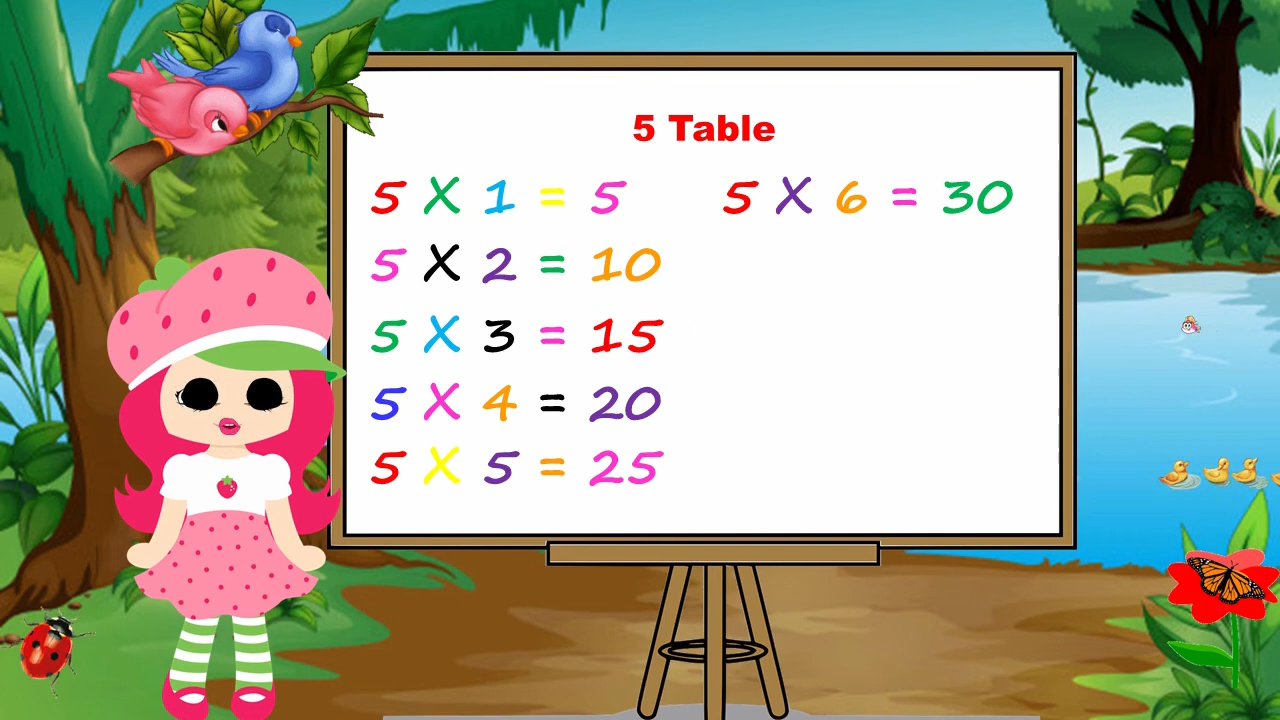 5 Table
5 X 1 = 5
5 X 2 = 10
5 X 3 = 15
5 X 4 = 20
5 X 5 = 25
5 X 6 = 30